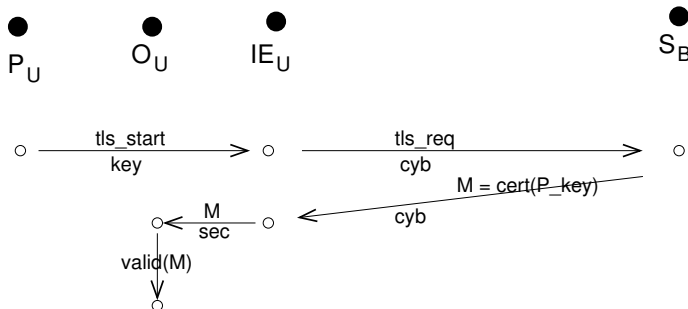 P_U
O_U
IE_U
S_B
tls_start
key
tls_req
cyb
M = cert(P_key)
cyb
M
sec
valid(M)